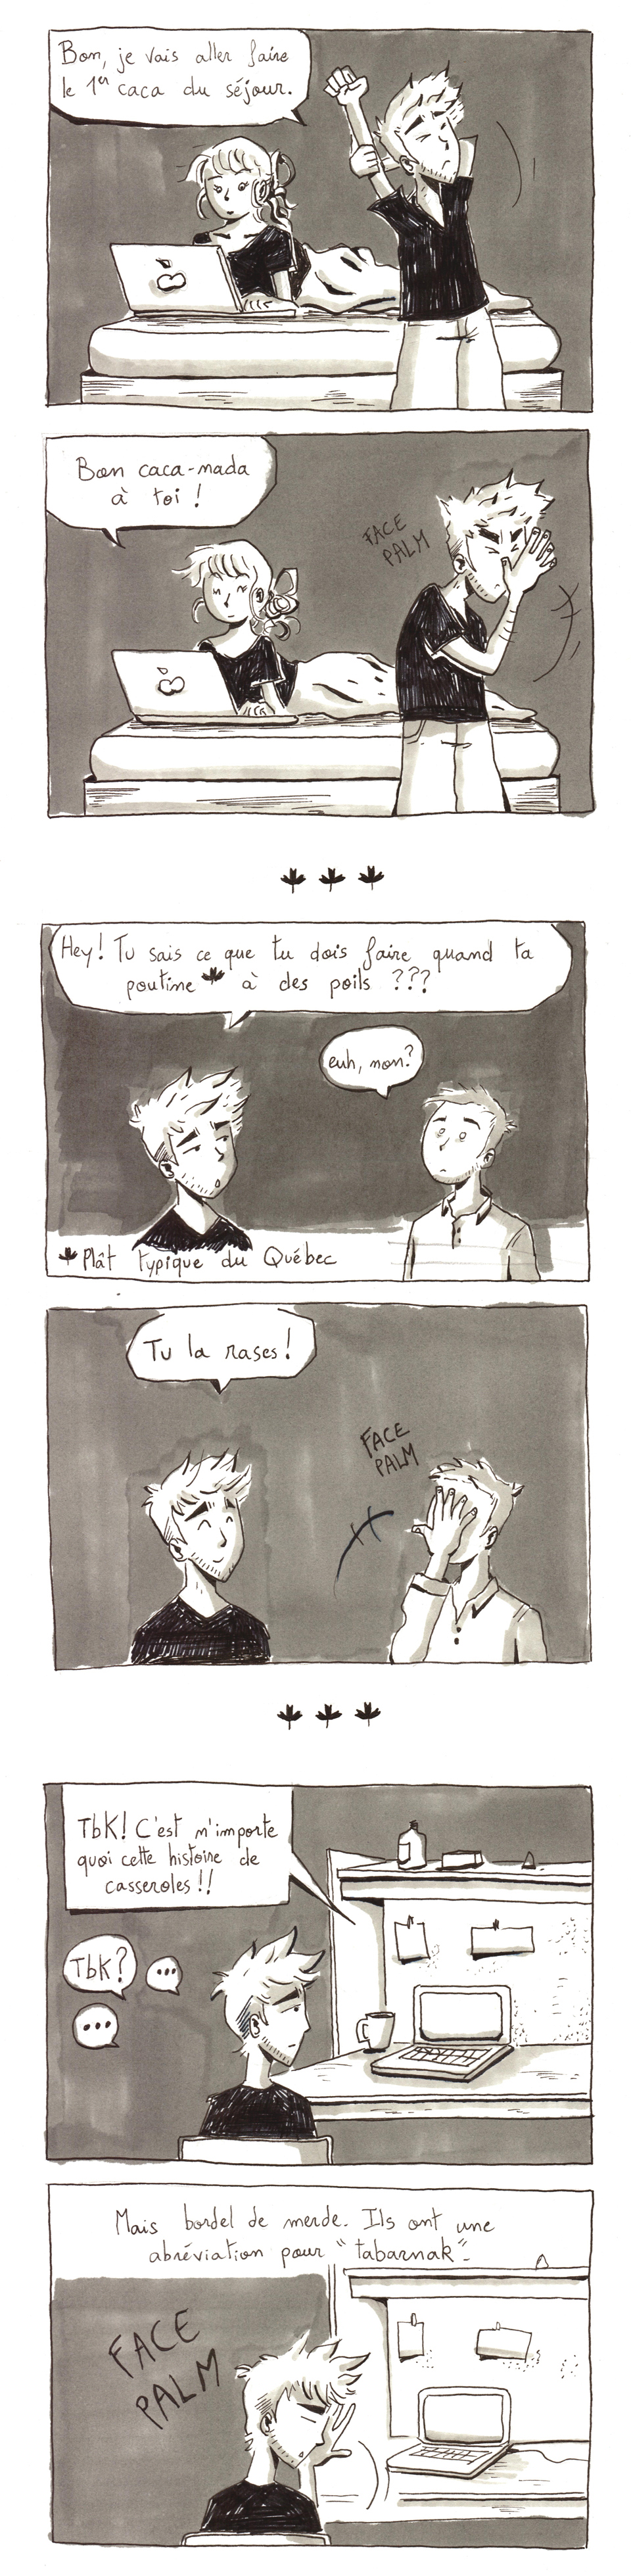 Bon, je vais aller faire
le 1er caca du séjour.
Bon caca-nada
à toi !
FACE
PALM
Hey! Tu sais ce que tu dois faire quand ta
poutine à des poils ???
euh, non?
Plât typique du Québec
Tu la rases !
FACE
PALM
TbK! C'est n'importe
quoi cette histoire de
casseroles !!
TbK?
...
...
Mais bordel de merde. Ils ont une
abréviation pour "tabarnak".
FACE
PALM